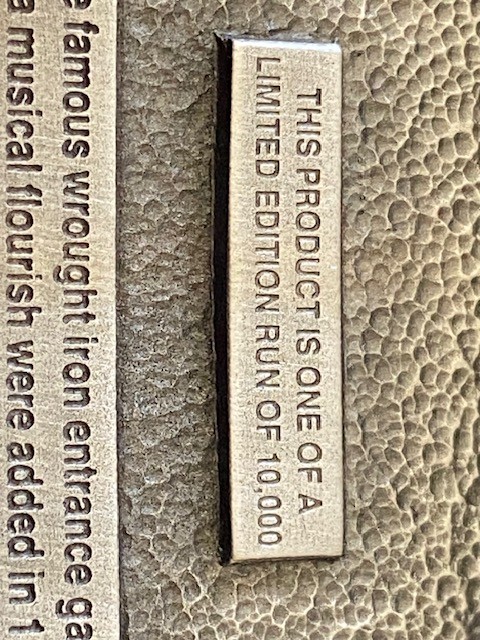 THIS PRODUCT IS ONE OF A
LIMITED EDITION RUN OF 10,000
famous wrought iron entrance
musical flourish were added in